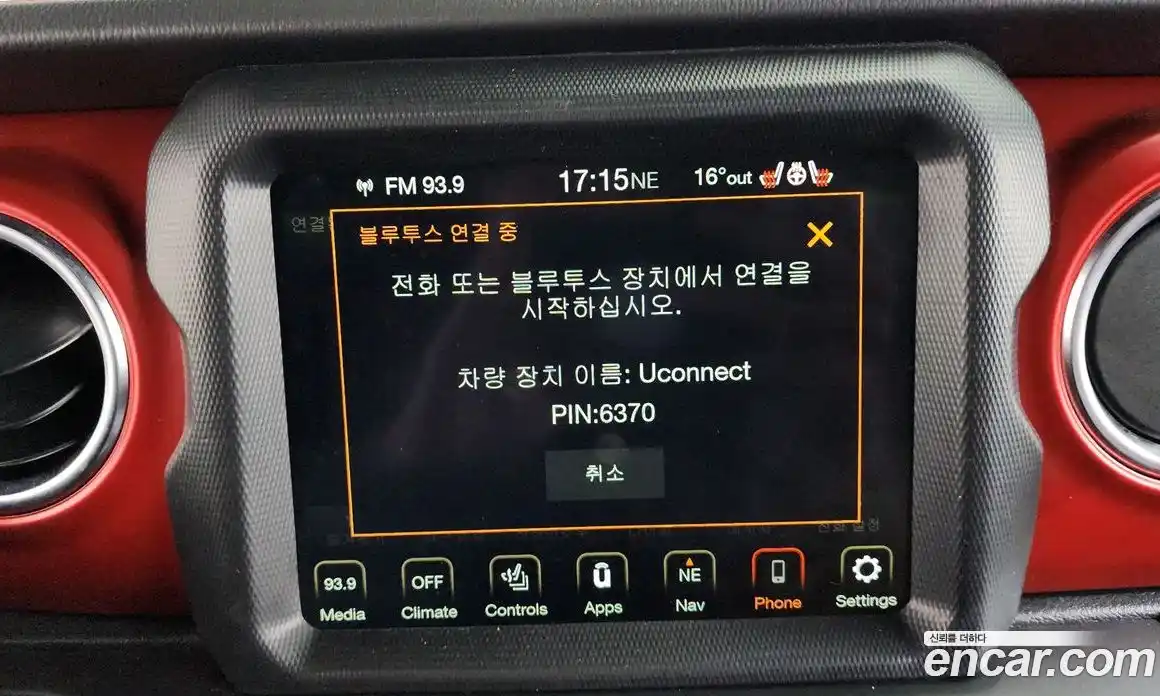 FM 93.9 17:15NE 16°out
연결
블루투스 연결 중
전화 또는 블루투스 장치에서 연결을
시작하십시오.
차량 장치 이름: Uconnect
PIN:6370
취소
93.9 OFF NE
Media Climate Controls Apps Nav Phone Settings
신뢰를 더하다
encar.com